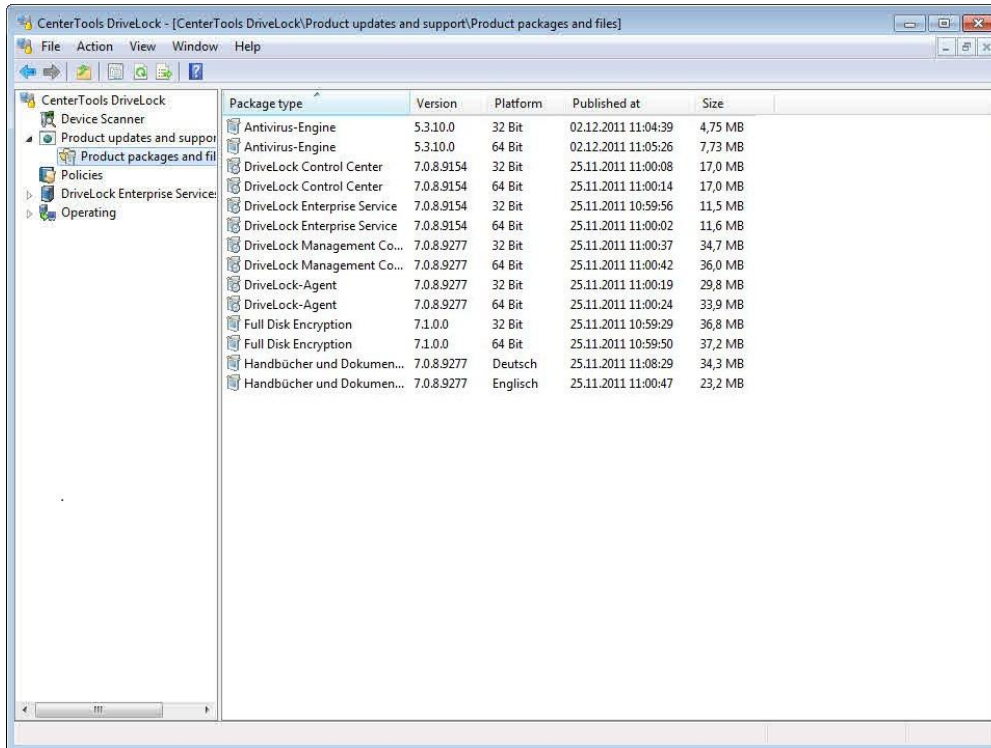 CenterTools DriveLock - [CenterTools DriveLock\Product updates and support\Product packages and files]
File Action View Window Help
CenterTools DriveLock
Device Scanner
Product updates and suppor
Product packages and fil
Policies
DriveLock Enterprise Service
Operating
Package type Version Platform Published at Size
Antivirus-Engine 5.3.10.0 32 Bit 02.12.2011 11:04:39 4,75 MB
Antivirus-Engine 5.3.10.0 64 Bit 02.12.2011 11:05:26 7,73 MB
DriveLock Control Center 7.0.8.9154 32 Bit 25.11.2011 11:00:08 17,0 MB
DriveLock Control Center 7.0.8.9154 64 Bit 25.11.2011 11:00:14 17,0 MB
DriveLock Enterprise Service 7.0.8.9154 32 Bit 25.11.2011 10:59:56 11,5 MB
DriveLock Enterprise Service 7.0.8.9154 64 Bit 25.11.2011 11:00:02 11,6 MB
DriveLock Management Co... 7.0.8.9277 32 Bit 25.11.2011 11:00:37 34,7 MB
DriveLock Management Co... 7.0.8.9277 64 Bit 25.11.2011 11:00:42 36,0 MB
DriveLock-Agent 7.0.8.9277 32 Bit 25.11.2011 11:00:19 29,8 MB
DriveLock-Agent 7.0.8.9277 64 Bit 25.11.2011 11:00:24 33,9 MB
Full Disk Encryption 7.1.0.0 32 Bit 25.11.2011 10:59:29 36,8 MB
Full Disk Encryption 7.1.0.0 64 Bit 25.11.2011 10:59:50 37,2 MB
Handbücher und Dokumen... 7.0.8.9277 Deutsch 25.11.2011 11:08:29 34,3 MB
Handbücher und Dokumen... 7.0.8.9277 Englisch 25.11.2011 11:00:47 23,2 MB